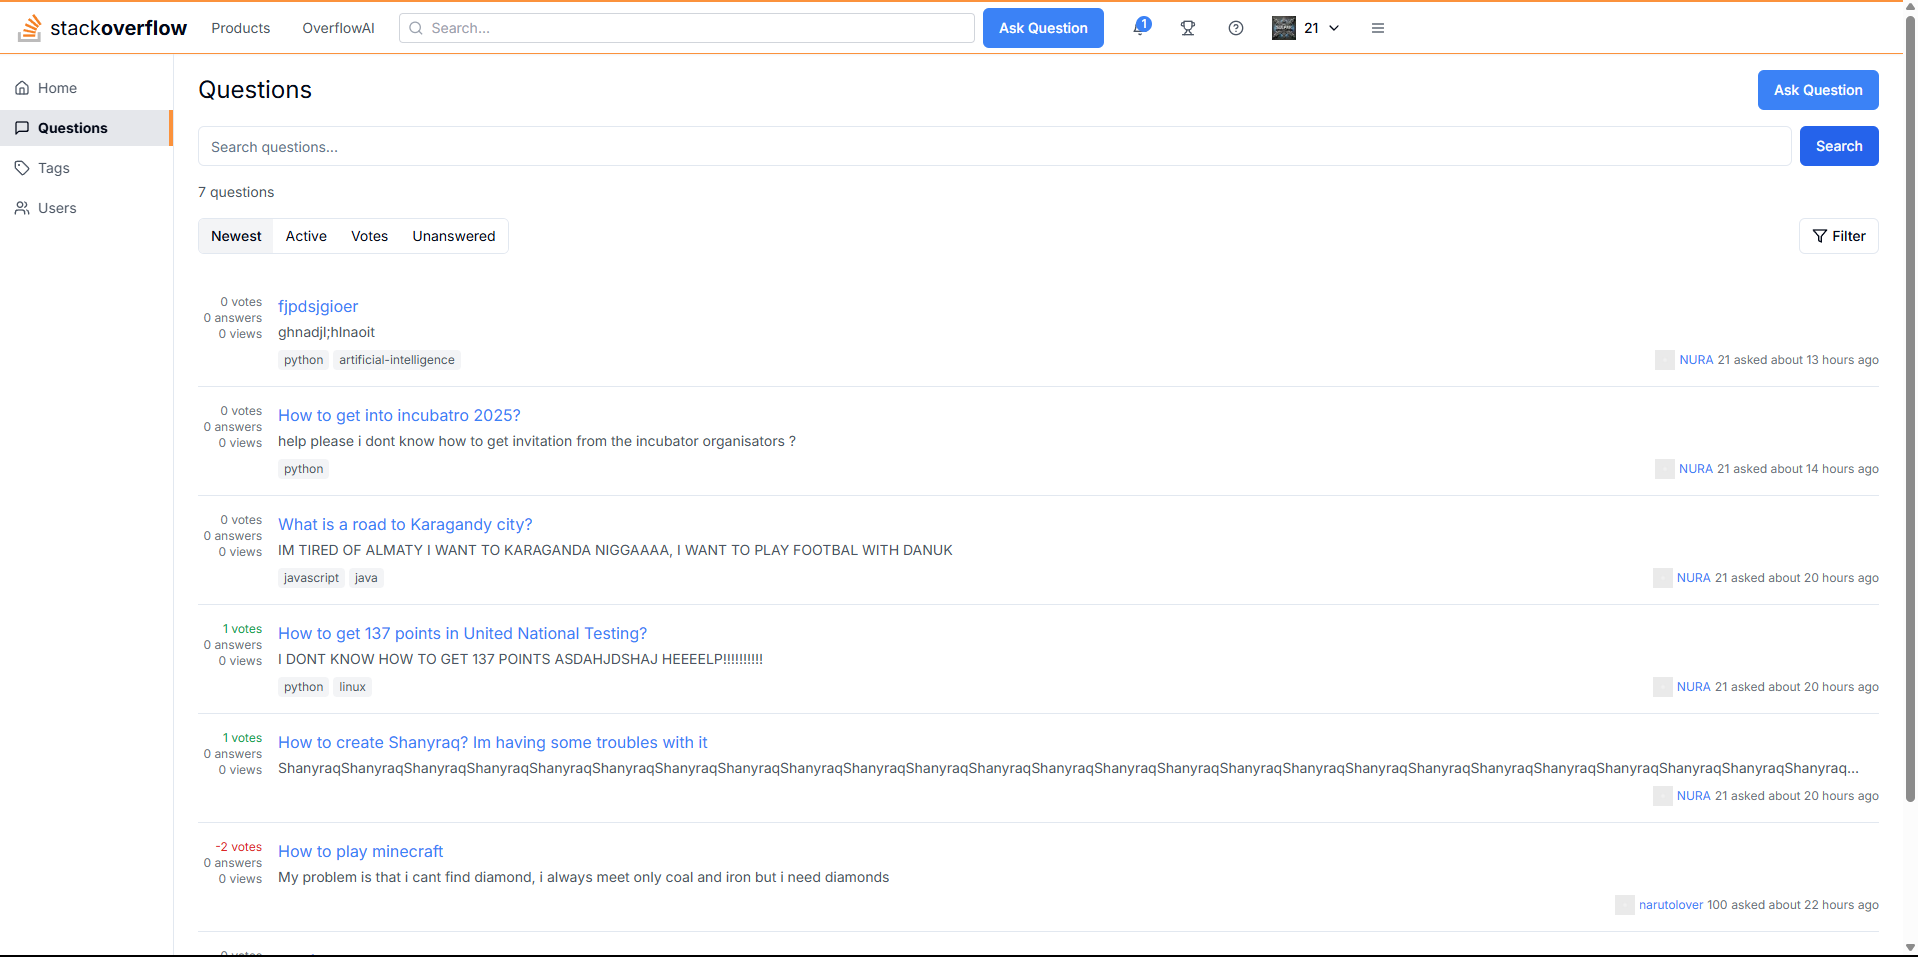 stackoverflow Products OverflowAI Search... Ask Question 1 21
Home
Questions
Tags
Users
Questions Ask Question
Search questions... Search
7 questions
Newest Active Votes Unanswered Filter
0 votes
0 answers
0 views
fjpdsjgioer
ghnadjl;hlnaoit
python artificial-intelligence
NURA 21 asked about 13 hours ago
0 votes
0 answers
0 views
How to get into incubatro 2025?
help please i dont know how to get invitation from the incubator organisators ?
python
NURA 21 asked about 14 hours ago
0 votes
0 answers
0 views
What is a road to Karagandy city?
IM TIRED OF ALMATY I WANT TO KARAGANDA NIGGAAAA, I WANT TO PLAY FOOTBAL WITH DANUK
javascript java
NURA 21 asked about 20 hours ago
1 votes
0 answers
0 views
How to get 137 points in United National Testing?
I DONT KNOW HOW TO GET 137 POINTS ASDAHJDSHAJ HEEEELP!!!!!!!!!!
python linux
NURA 21 asked about 20 hours ago
1 votes
0 answers
0 views
How to create Shanyraq? Im having some troubles with it
ShanyraqShanyraqShanyraqShanyraqShanyraqShanyraqShanyraqShanyraqShanyraqShanyraqShanyraqShanyraqShanyraqShanyraqShanyraqShanyraqShanyraqShanyraqShanyraqShanyraqShanyraqShanyraqShanyraqShanyraqShanyraq...
NURA 21 asked about 20 hours ago
-2 votes
0 answers
0 views
How to play minecraft
My problem is that i cant find diamond, i always meet only coal and iron but i need diamonds
narutolover 100 asked about 22 hours ago
0 votes